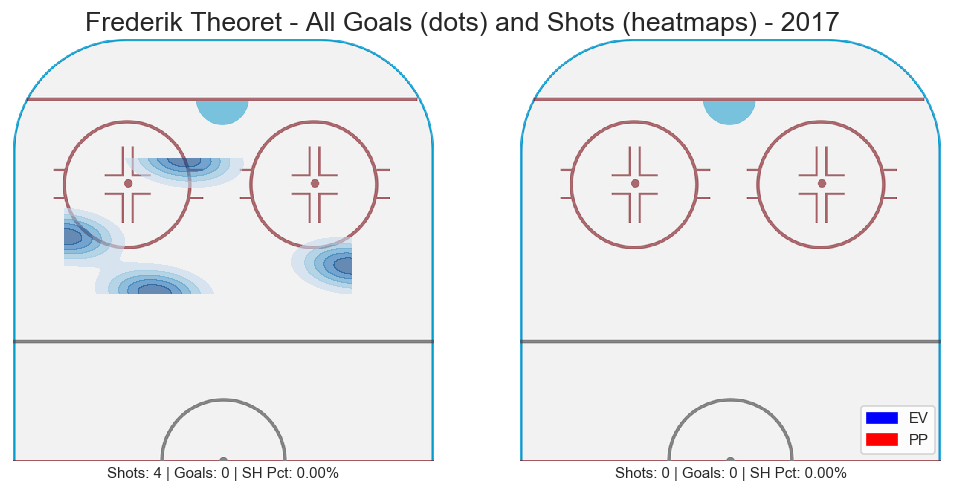 Frederik Theoret - All Goals (dots) and Shots (heatmaps) - 2017
EV
PP
Shots: 4 | Goals: 0 | SH Pct: 0.00%
Shots: 0 | Goals: 0 | SH Pct: 0.00%